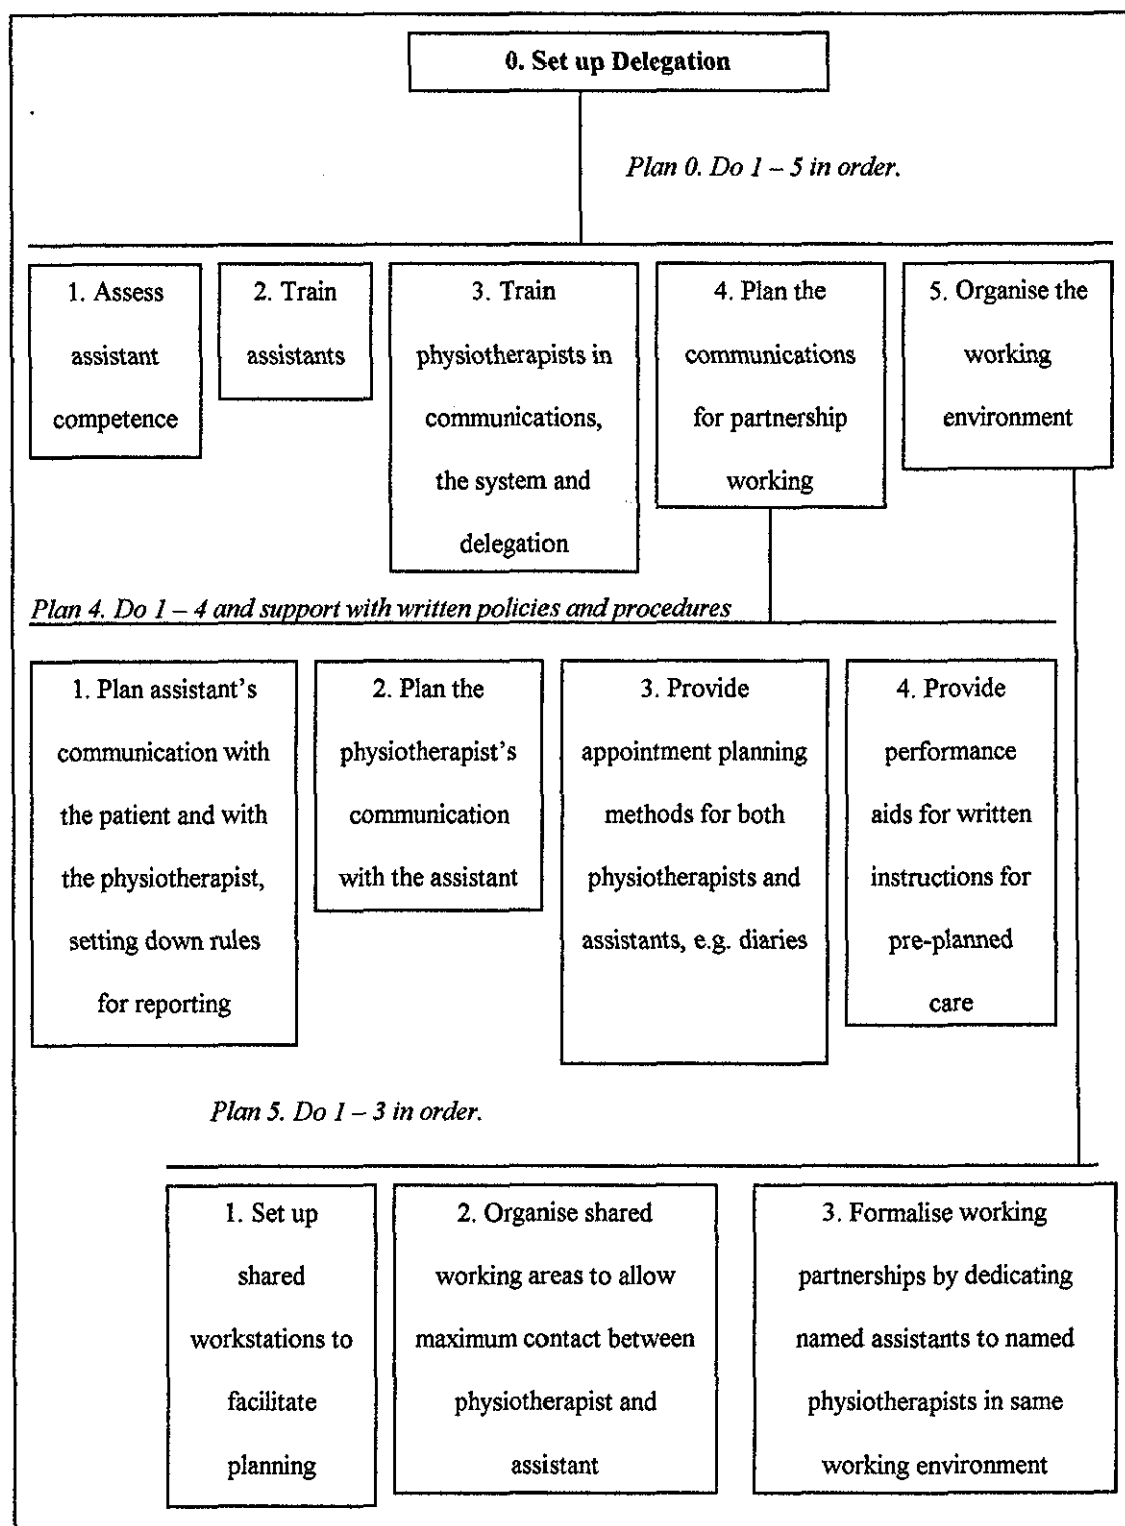 0. Set up Delegation
Plan 0. Do 1 – 5 in order.
1. Assess
assistant
competence
2. Train
assistants
3. Train
physiotherapists in
communications,
the system and
delegation
4. Plan the
communications
for partnership
working
5. Organise the
working
environment
Plan 4. Do 1 – 4 and support with written policies and procedures
1. Plan assistant's
communication with
the patient and with
the physiotherapist,
setting down rules
for reporting
2. Plan the
physiotherapist's
communication
with the assistant
3. Provide
appointment planning
methods for both
physiotherapists and
assistants, e.g. diaries
4. Provide
performance
aids for written
instructions for
pre-planned
care
Plan 5. Do 1 – 3 in order.
1. Set up
shared
workstations to
facilitate
planning
2. Organise shared
working areas to allow
maximum contact between
physiotherapist and
assistant
3. Formalise working
partnerships by dedicating
named assistants to named
physiotherapists in same
working environment